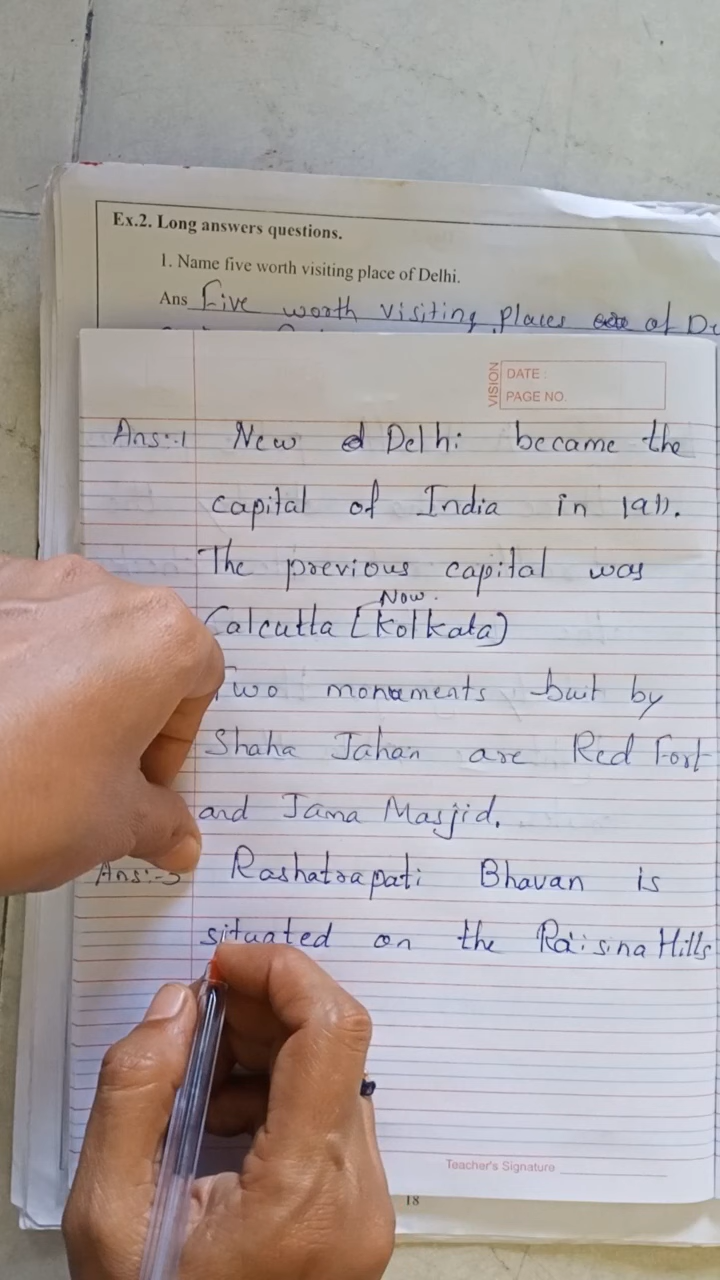 Ex.2. Long answers questions.
1. Name five worth visiting place of Delhi.
Ans Five worth visiting places of De
VISION
DATE :
PAGE NO.
Ans:-1 New Delhi became the
capital of India in 1911.
The previous capital was
Now.
Calcutta [Kolkata)
Two monuments buit by
Shaha Jahan are Red Fort
and Jama Masjid.
Ans:-3 Rashatrapati Bhavan is
situated on the Raisina Hills
Teacher's Signature
18